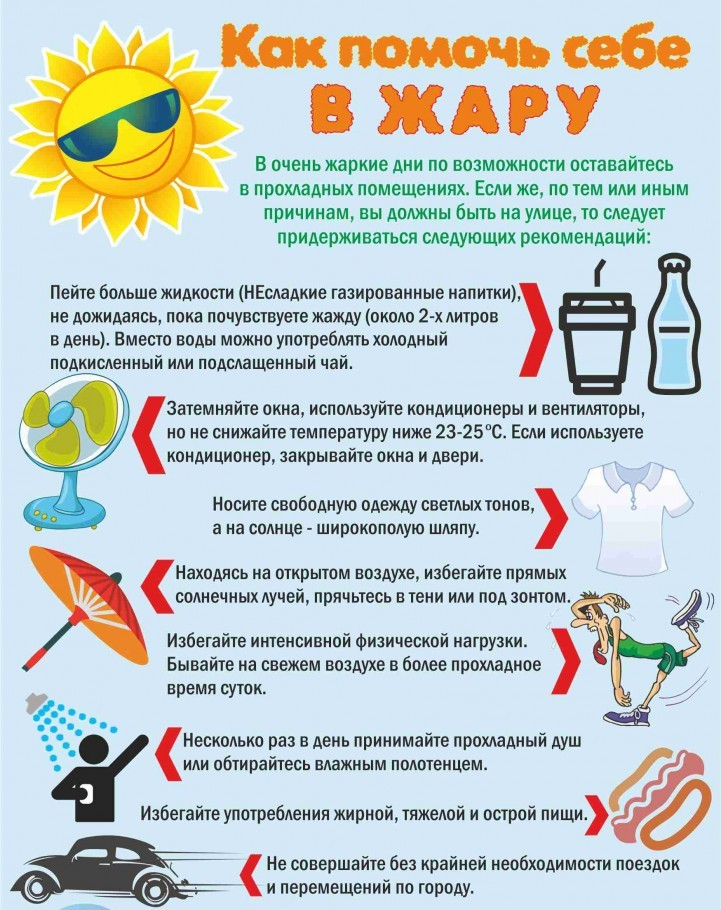 Как помочь себе
В ЖАРУ
В очень жаркие дни по возможности оставайтесь
в прохладных помещениях. Если же, по тем или иным
причинам, вы должны быть на улице, то следует
придерживаться следующих рекомендаций:
Пейте больше жидкости (НЕсладкие газированные напитки),
не дожидаясь, пока почувствуете жажду (около 2-х литров
в день). Вместо воды можно употреблять холодный
подкисленный или подслащенный чай.
Затемняйте окна, используйте кондиционеры и вентиляторы,
но не снижайте температуру ниже 23-25°С. Если используете
кондиционер, закрывайте окна и двери.
Носите свободную одежду светлых тонов,
а на солнце - широкополую шляпу.
Находясь на открытом воздухе, избегайте прямых
солнечных лучей, прячьтесь в тени или под зонтом.
Избегайте интенсивной физической нагрузки.
Бывайте на свежем воздухе в более прохладное
время суток.
Несколько раз в день принимайте прохладный душ
или обтирайтесь влажным полотенцем.
Избегайте употребления жирной, тяжелой и острой пищи.
Не совершайте без крайней необходимости поездок
и перемещений по городу.